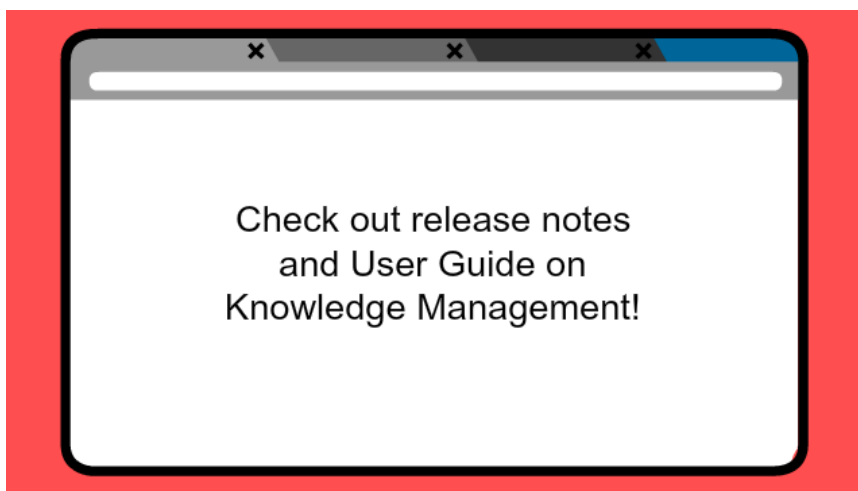 Check out release notes
and User Guide on
Knowledge Management!